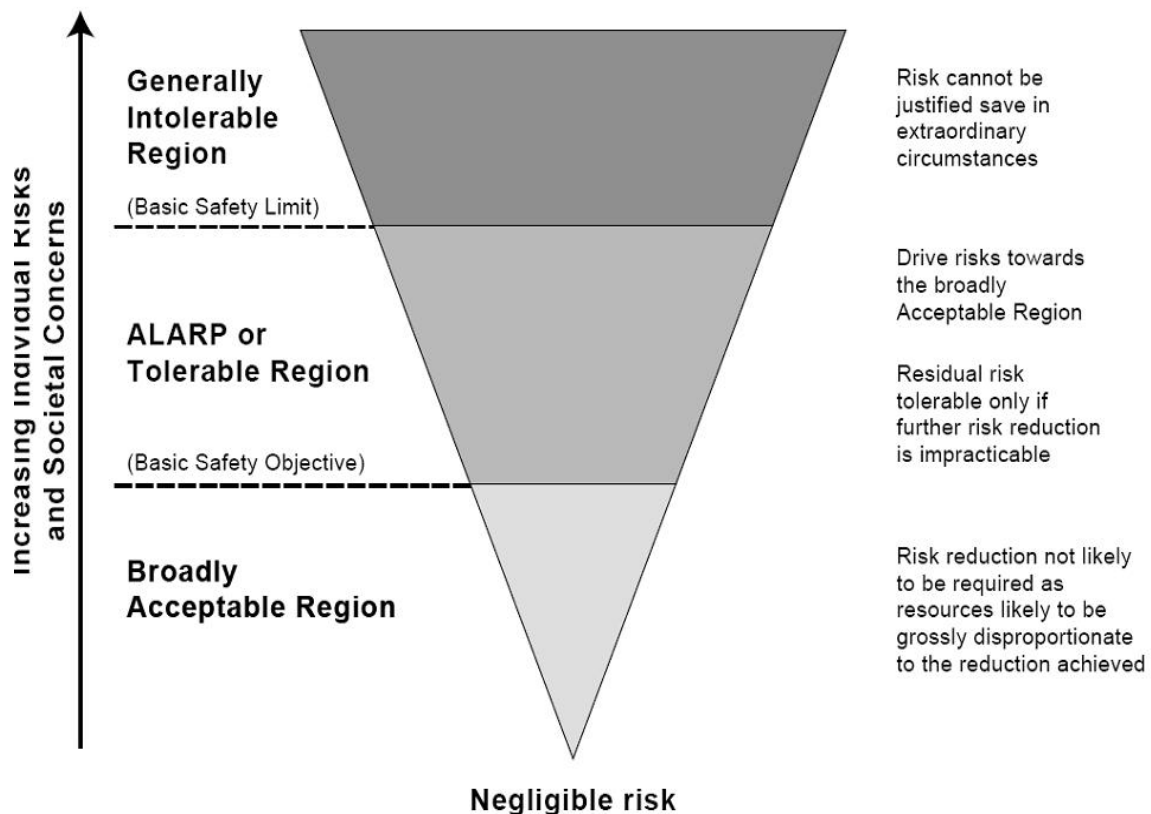 Increasing Individual Risks
and Societal Concerns
Generally
Intolerable
Region
(Basic Safety Limit)
Risk cannot be
justified save in
extraordinary
circumstances
ALARP or
Tolerable Region
(Basic Safety Objective)
Drive risks towards
the broadly
Acceptable Region
Residual risk
tolerable only if
further risk reduction
is impracticable
Broadly
Acceptable Region
Risk reduction not likely
to be required as
resources likely to be
grossly disproportionate
to the reduction achieved
Negligible risk